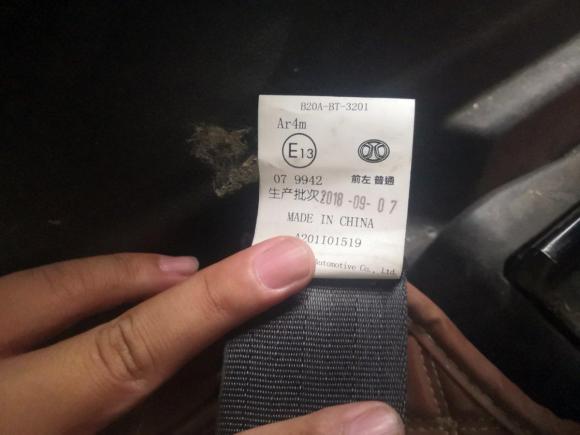 B20A-BT-3201
Ar4m
E13
07 9942 前左 普通
生产批次2018-09-07
MADE IN CHINA
A201I01519
Automotive Co., Ltd.